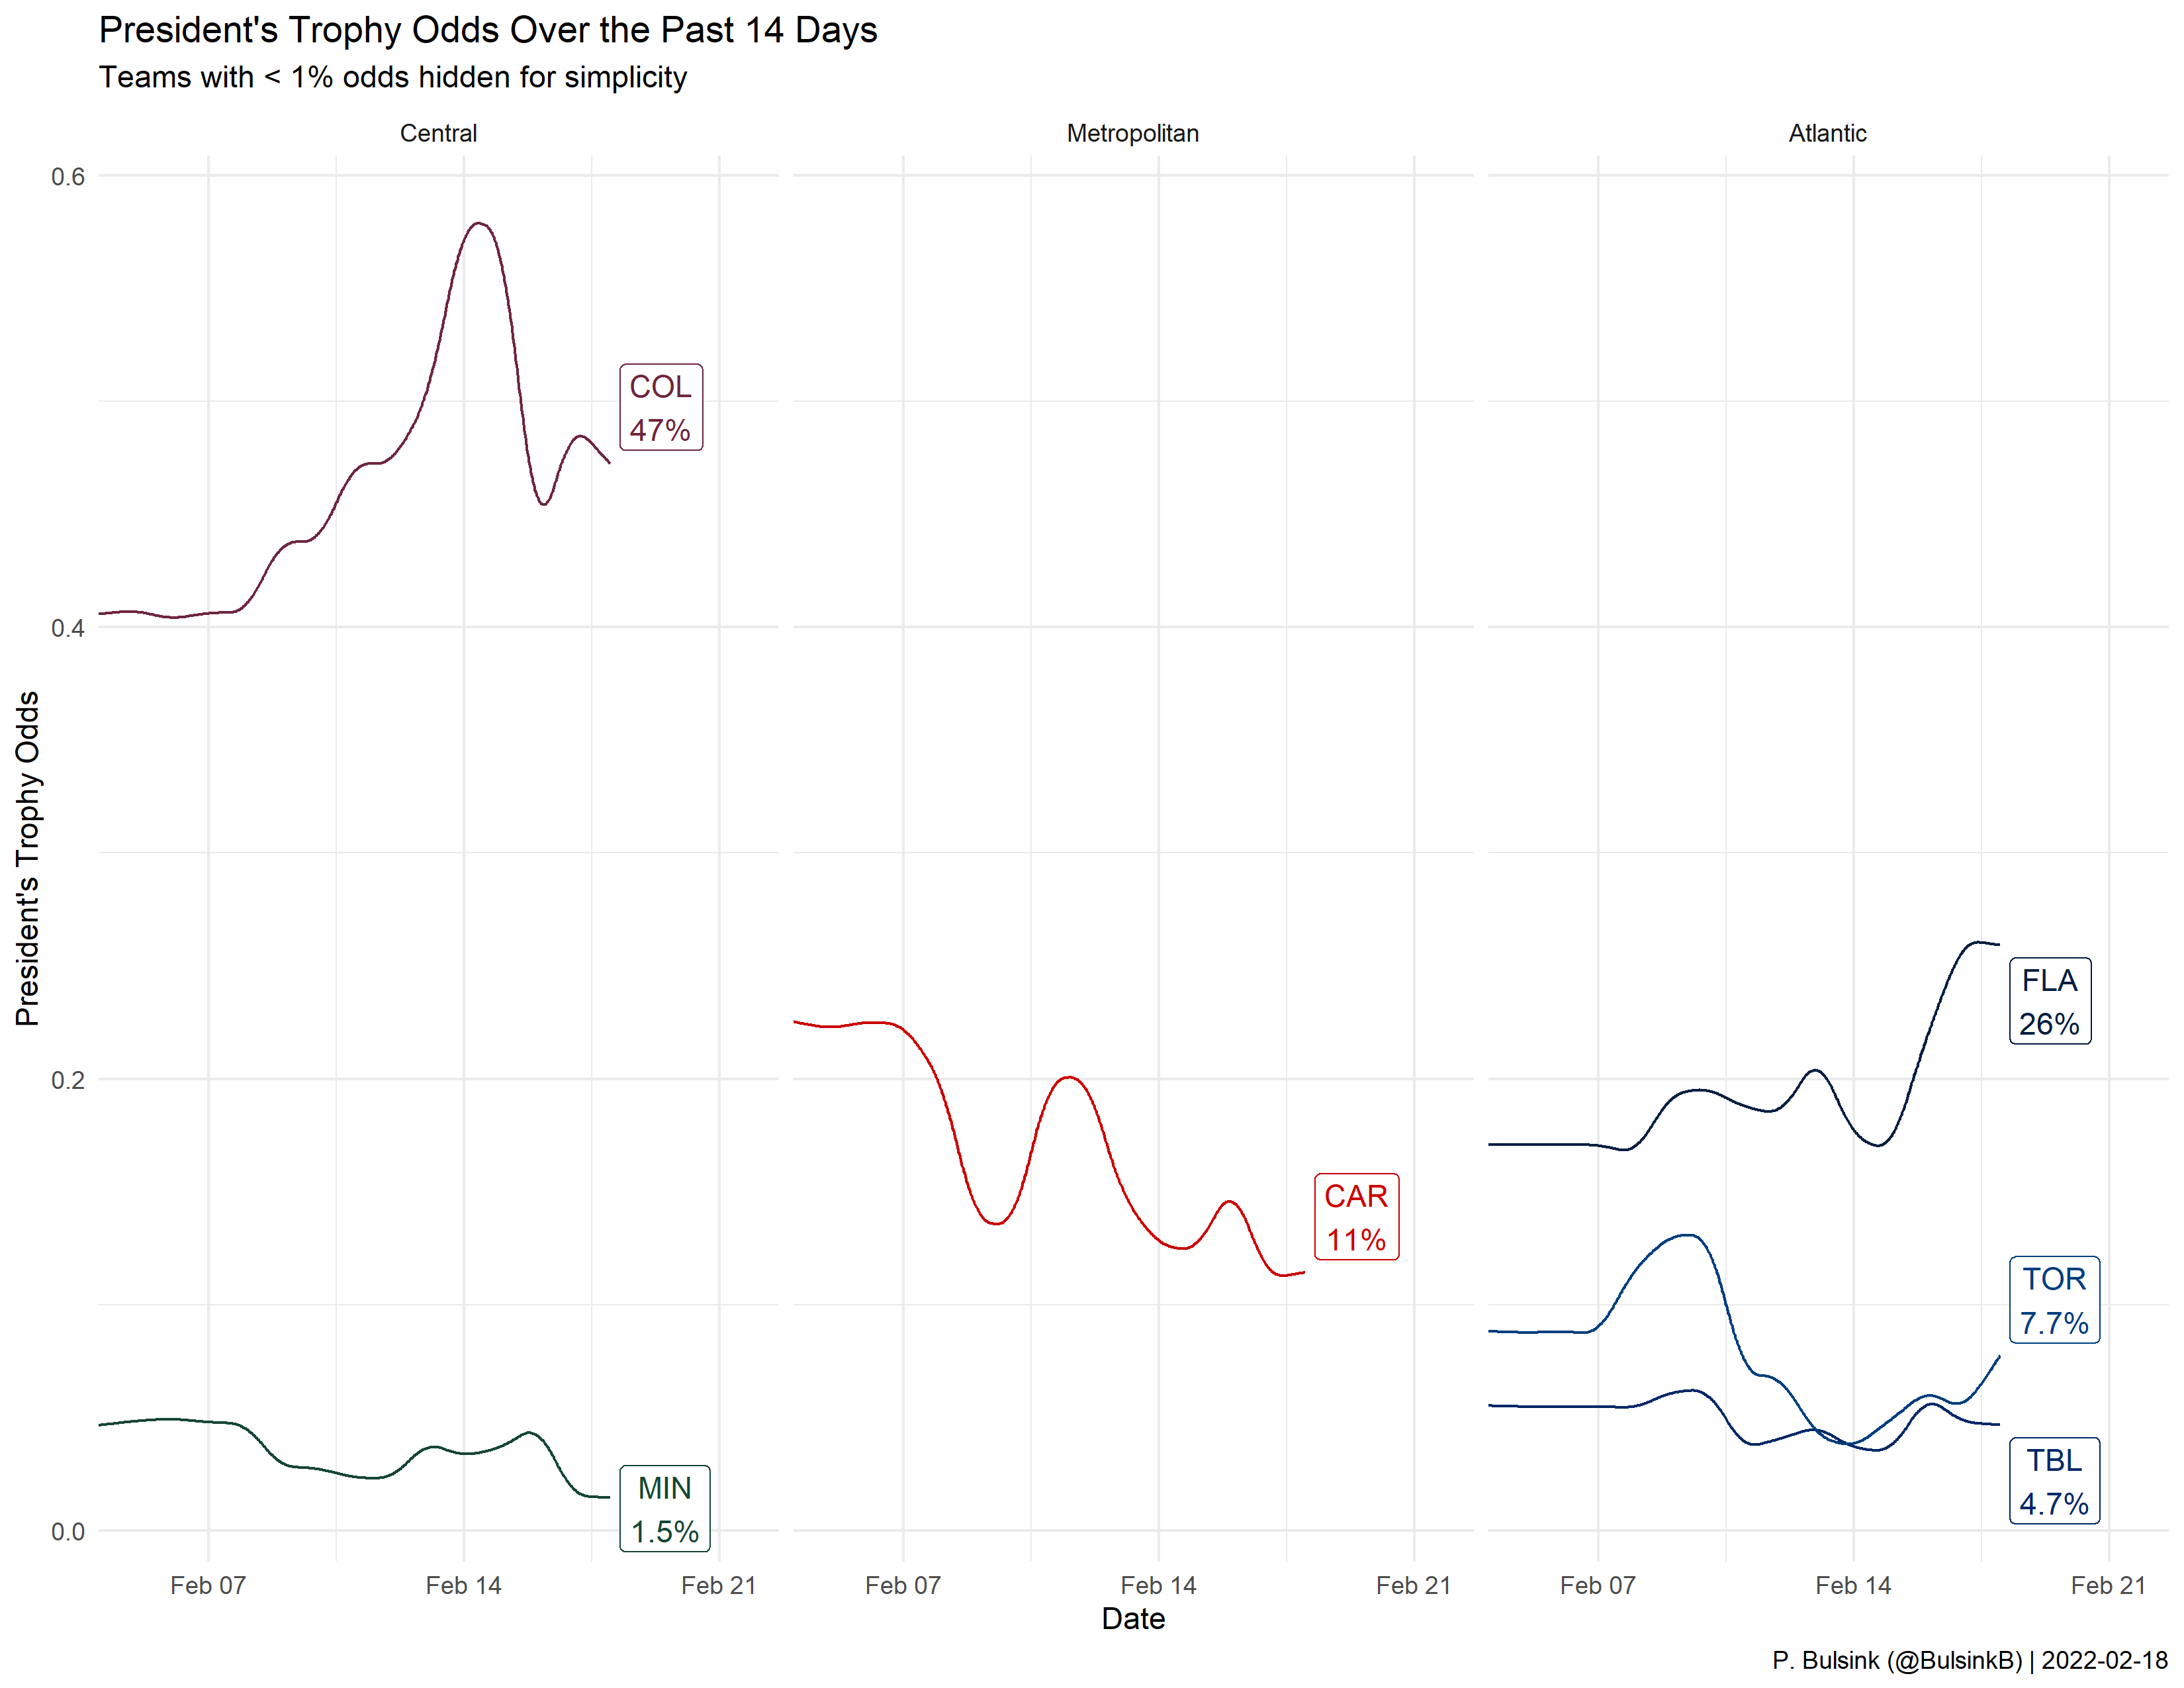 President's Trophy Odds Over the Past 14 Days
Teams with < 1% odds hidden for simplicity
Central
Metropolitan
Atlantic
President's Trophy Odds
0.6
0.4
0.2
0.0
COL
47%
MIN
1.5%
CAR
11%
FLA
26%
TOR
7.7%
TBL
4.7%
Feb 07
Feb 14
Feb 21
Feb 07
Feb 14
Feb 21
Feb 07
Feb 14
Feb 21
Date
P. Bulsink (@BulsinkB) | 2022-02-18